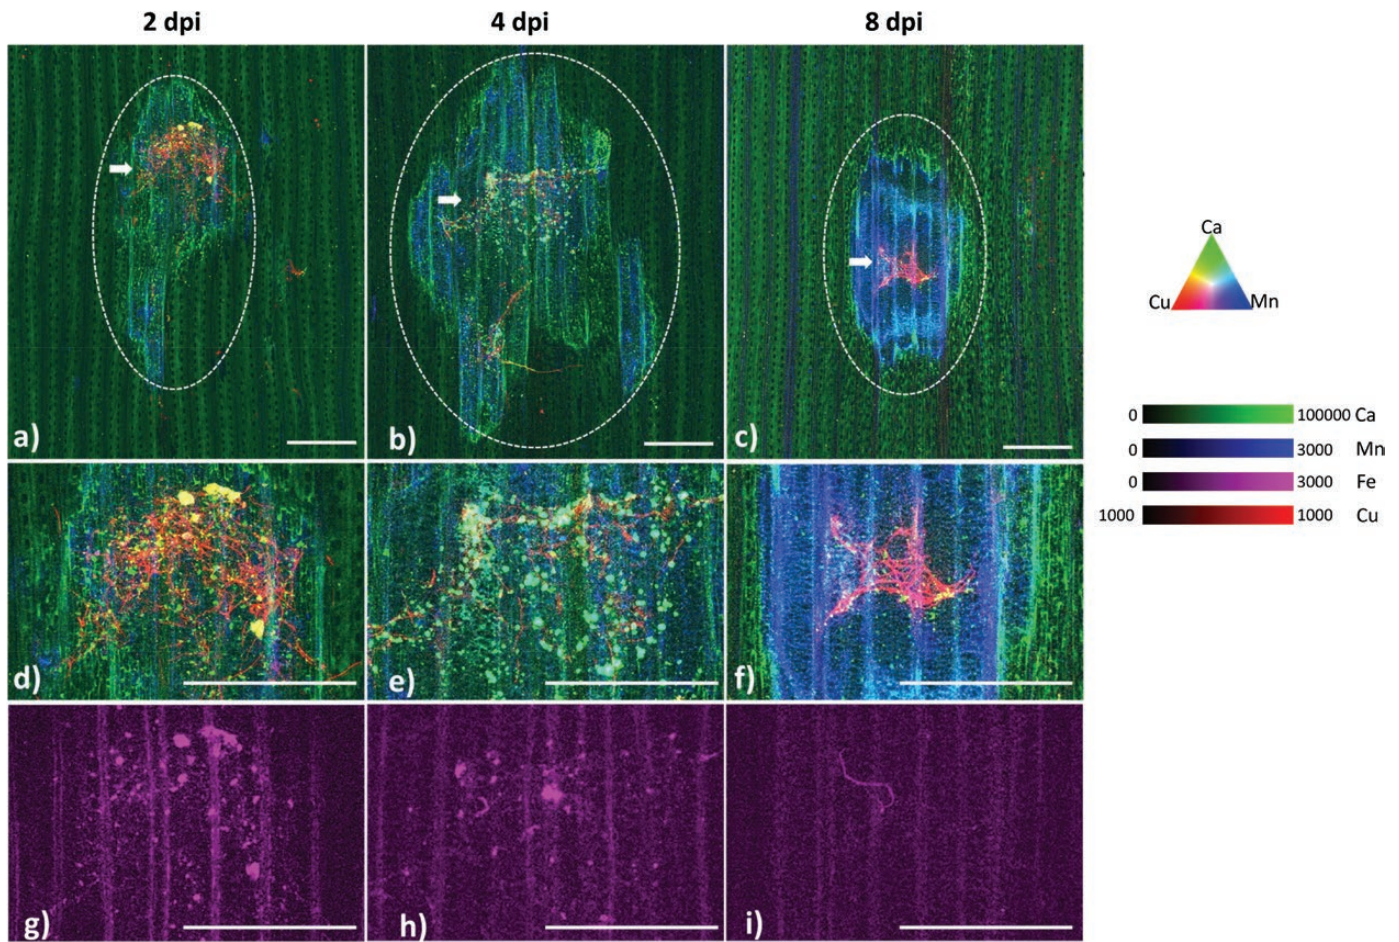 2 dpi 4 dpi 8 dpi
a) b) c)
d) e) f)
g) h) i)
Ca
Cu Mn
0 100000 Ca
0 3000 Mn
0 3000 Fe
1000 1000 Cu